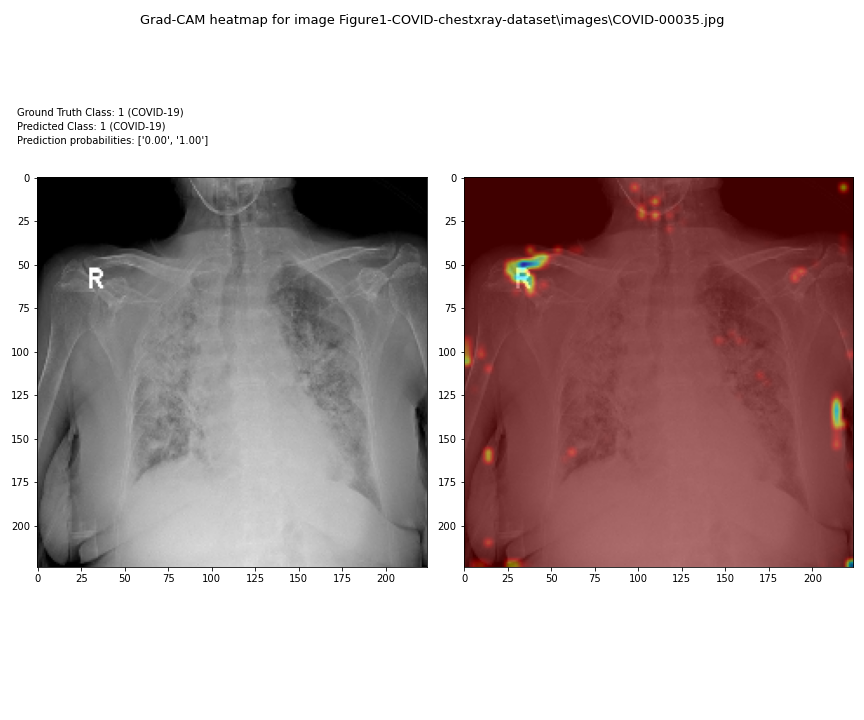 Grad-CAM heatmap for image Figure1-COVID-chestxray-dataset\images\COVID-00035.jpg
Ground Truth Class: 1 (COVID-19)
Predicted Class: 1 (COVID-19)
Prediction probabilities: ['0.00', '1.00']
0
25
50
75
100
125
150
175
200
R
0 25 50 75 100 125 150 175 200
0
25
50
75
100
125
150
175
200
R
0 25 50 75 100 125 150 175 200